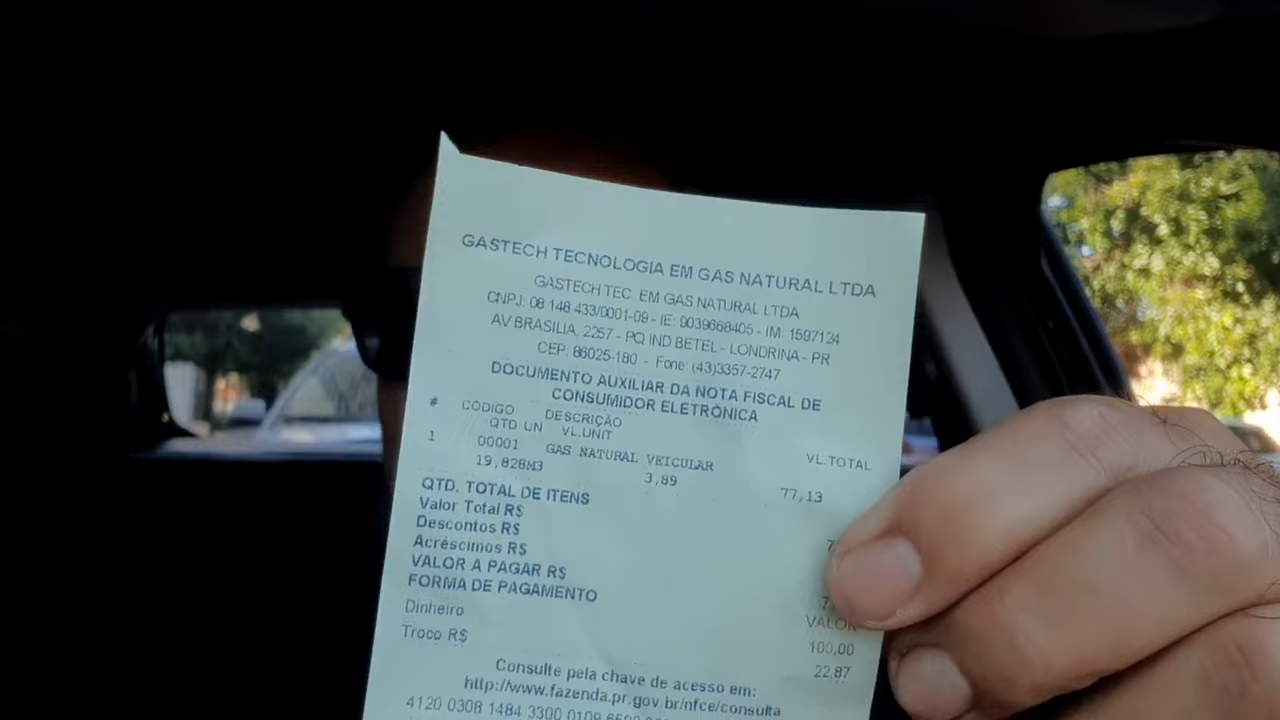 GASTECH TECNOLOGIA EM GAS NATURAL LTDA
GASTECH TEC. EM GAS NATURAL LTDA
CNPJ: 08 148 433/0001-09 - IE: 9039668405 - IM: 1597124
AV BRASILIA, 2257 - PQ IND BETEL - LONDRINA - PR
CEP: 86025-180 - Fone: (43)3357-2747
DOCUMENTO AUXILIAR DA NOTA FISCAL DE
CONSUMIDOR ELETRÔNICA
# CÓDIGO DESCRIÇÃO
QTD UN VL.UNIT VL.TOTAL
1 00001 GAS NATURAL VEICULAR
19,828M3 3,89 77,13
QTD. TOTAL DE ITENS
Valor Total R$
Descontos R$
Acréscimos R$
VALOR A PAGAR R$
FORMA DE PAGAMENTO VALOR
Dinheiro 100,00
Troco R$ 22,87
Consulte pela chave de acesso em:
http://www.fazenda.pr.gov.br/nfce/consulta
4120 0308 1484 3300 0109